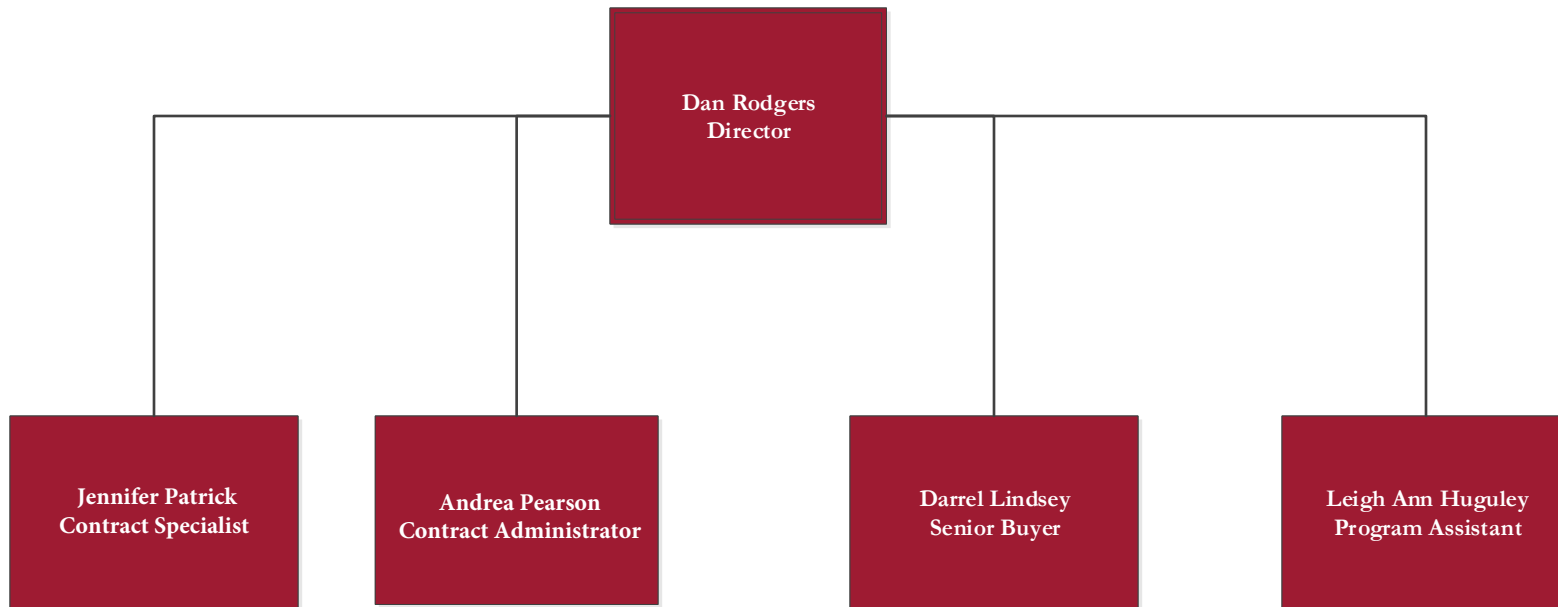 Dan Rodgers
Director
Jennifer Patrick
Contract Specialist
Andrea Pearson
Contract Administrator
Darrel Lindsey
Senior Buyer
Leigh Ann Huguley
Program Assistant